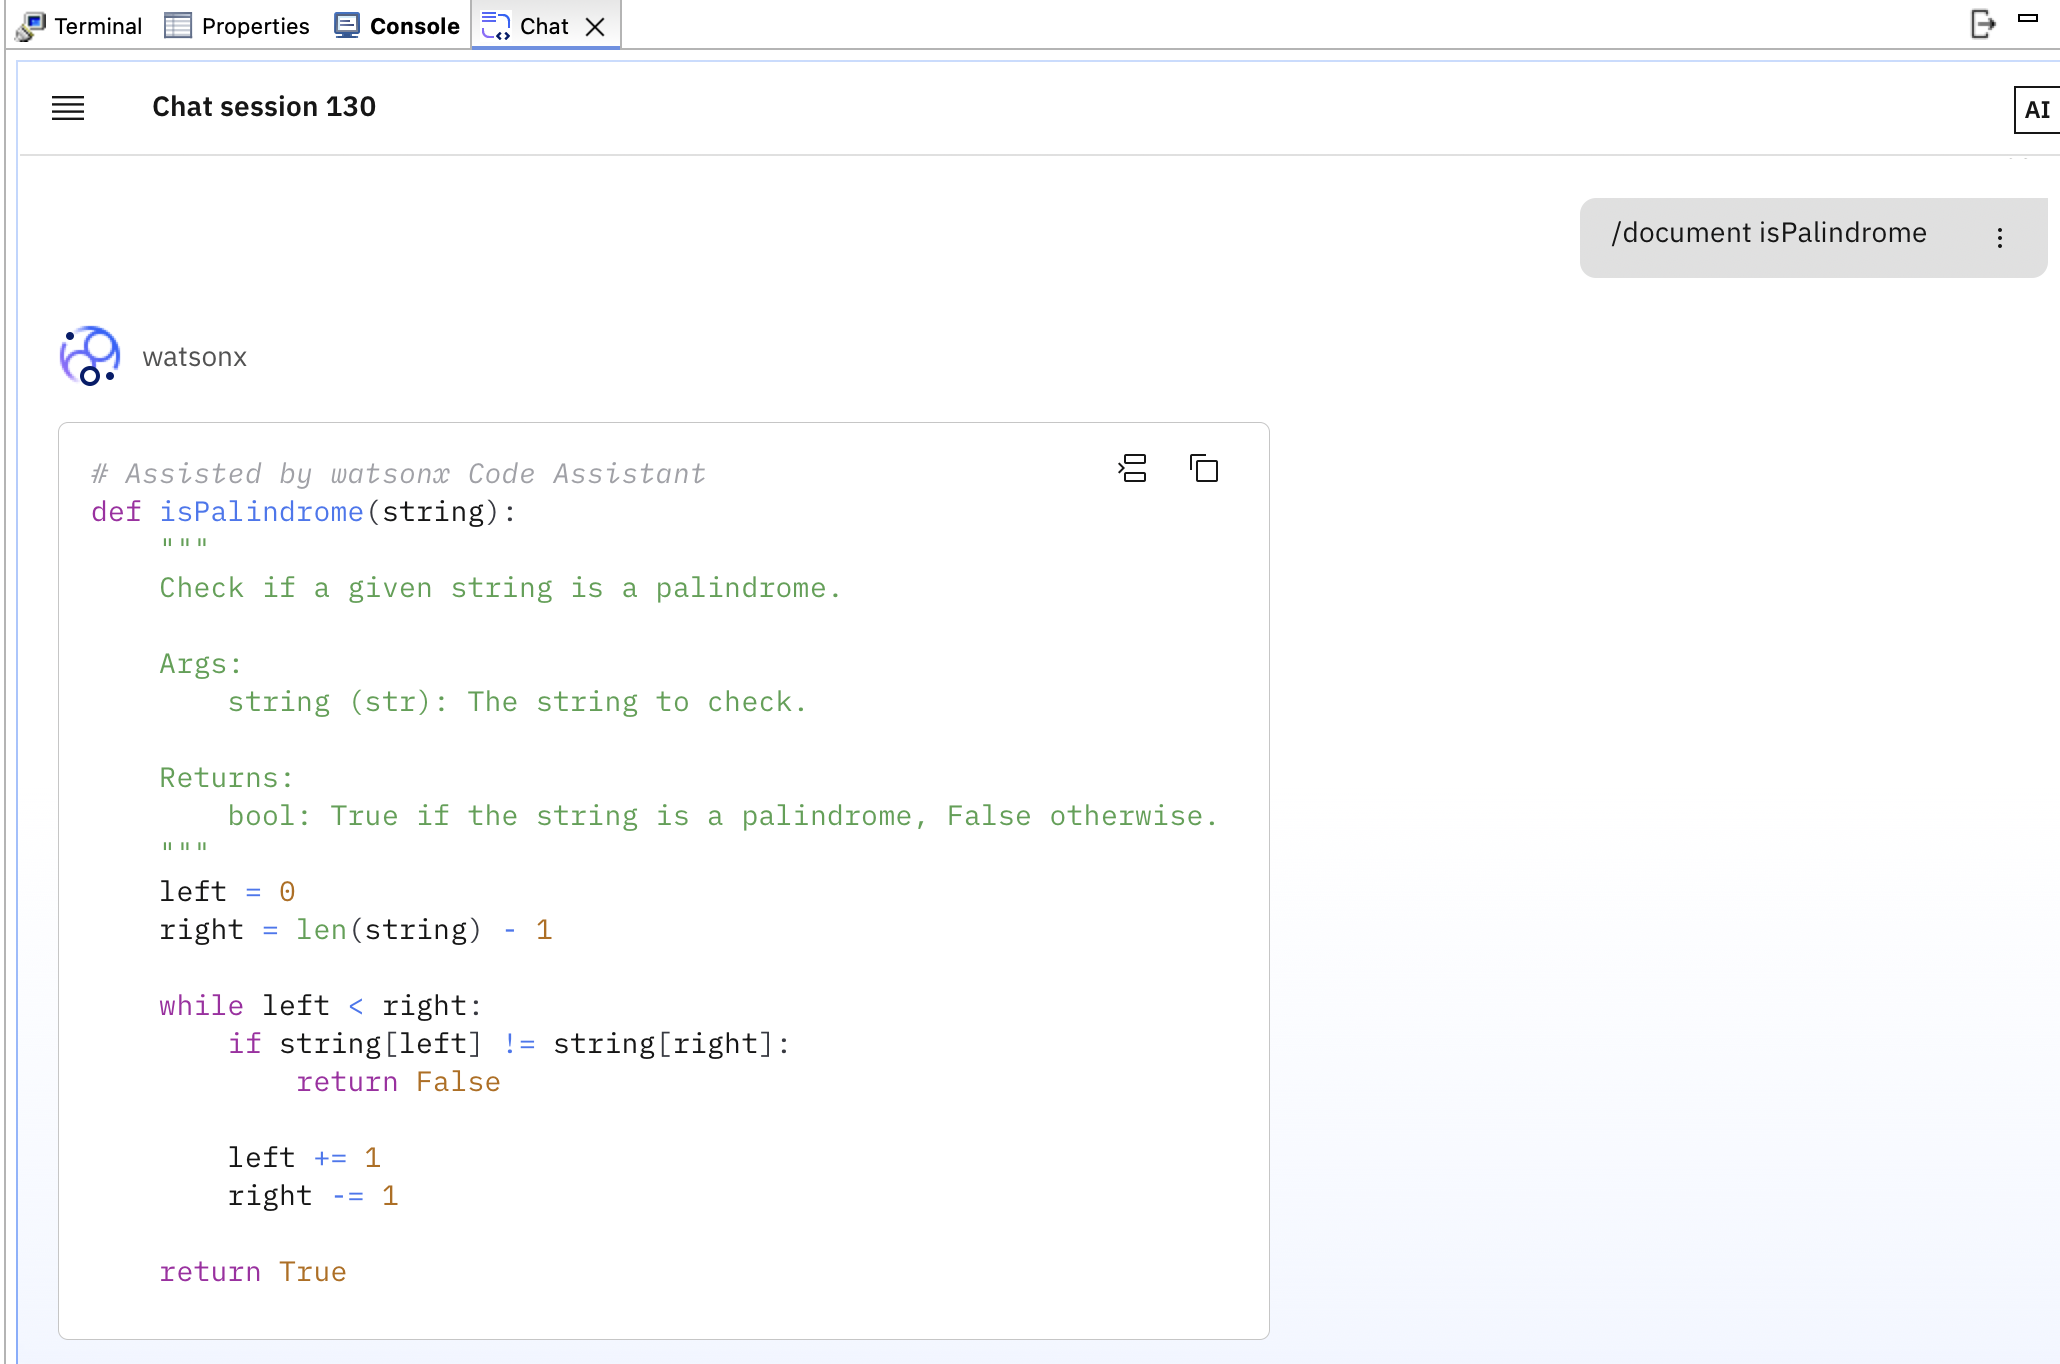 Terminal Properties Console Chat
Chat session 130
AI
/document isPalindrome
watsonx
# Assisted by watsonx Code Assistant
def isPalindrome(string):
    """
    Check if a given string is a palindrome.

    Args:
        string (str): The string to check.

    Returns:
        bool: True if the string is a palindrome, False otherwise.
    """
    left = 0
    right = len(string) - 1

    while left < right:
        if string[left] != string[right]:
            return False

        left += 1
        right -= 1

    return True